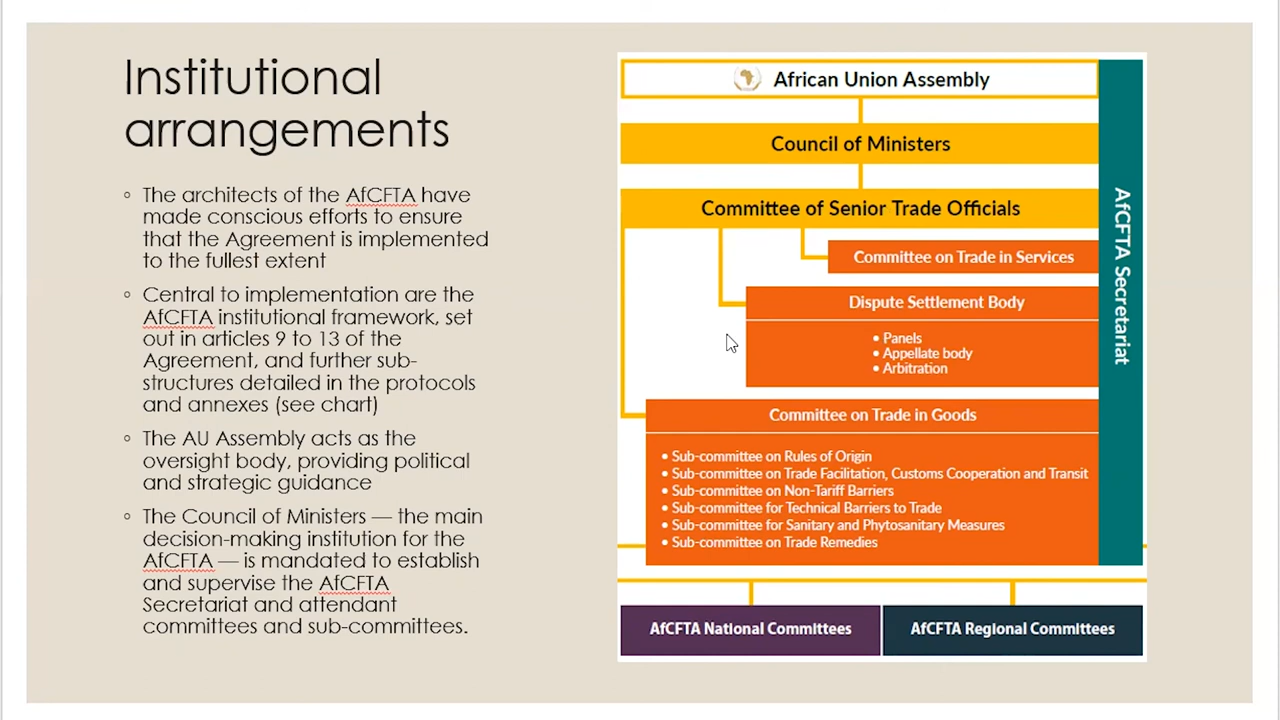 Institutional
arrangements
◦ The architects of the AfCFTA have
made conscious efforts to ensure
that the Agreement is implemented
to the fullest extent
◦ Central to implementation are the
AfCFTA institutional framework, set
out in articles 9 to 13 of the
Agreement, and further sub-
structures detailed in the protocols
and annexes (see chart)
◦ The AU Assembly acts as the
oversight body, providing political
and strategic guidance
◦ The Council of Ministers — the main
decision-making institution for the
AfCFTA — is mandated to establish
and supervise the AfCFTA
Secretariat and attendant
committees and sub-committees.
African Union Assembly
Council of Ministers
Committee of Senior Trade Officials
Committee on Trade in Services
Dispute Settlement Body
• Panels
• Appellate body
• Arbitration
Committee on Trade in Goods
• Sub-committee on Rules of Origin
• Sub-committee on Trade Facilitation, Customs Cooperation and Transit
• Sub-committee on Non-Tariff Barriers
• Sub-committee for Technical Barriers to Trade
• Sub-committee for Sanitary and Phytosanitary Measures
• Sub-committee on Trade Remedies
AfCFTA Secretariat
AfCFTA National Committees
AfCFTA Regional Committees